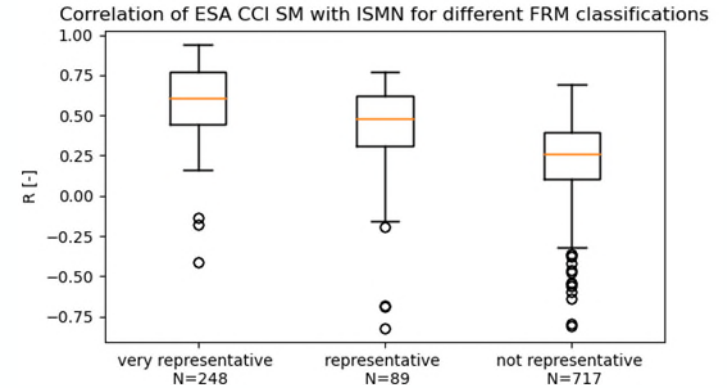 Correlation of ESA CCI SM with ISMN for different FRM classifications
R [-]
1.00
0.75
0.50
0.25
0.00
−0.25
−0.50
−0.75
very representative
N=248
representative
N=89
not representative
N=717